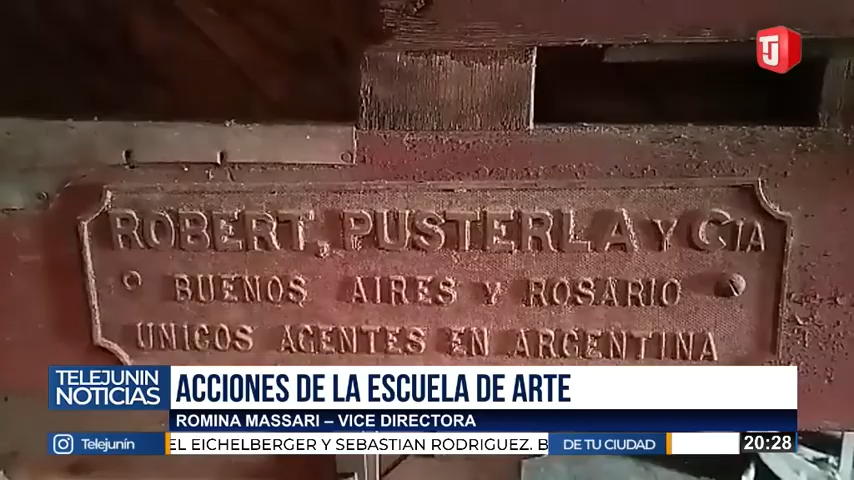 TJ
ROBERT, PUSTERLA Y CIA
BUENOS AIRES Y ROSARIO
UNICOS AGENTES EN ARGENTINA
TELEJUNIN
NOTICIAS
ACCIONES DE LA ESCUELA DE ARTE
ROMINA MASSARI – VICE DIRECTORA
Telejunín
EL EICHELBERGER Y SEBASTIAN RODRIGUEZ. B
DE TU CIUDAD
20:28